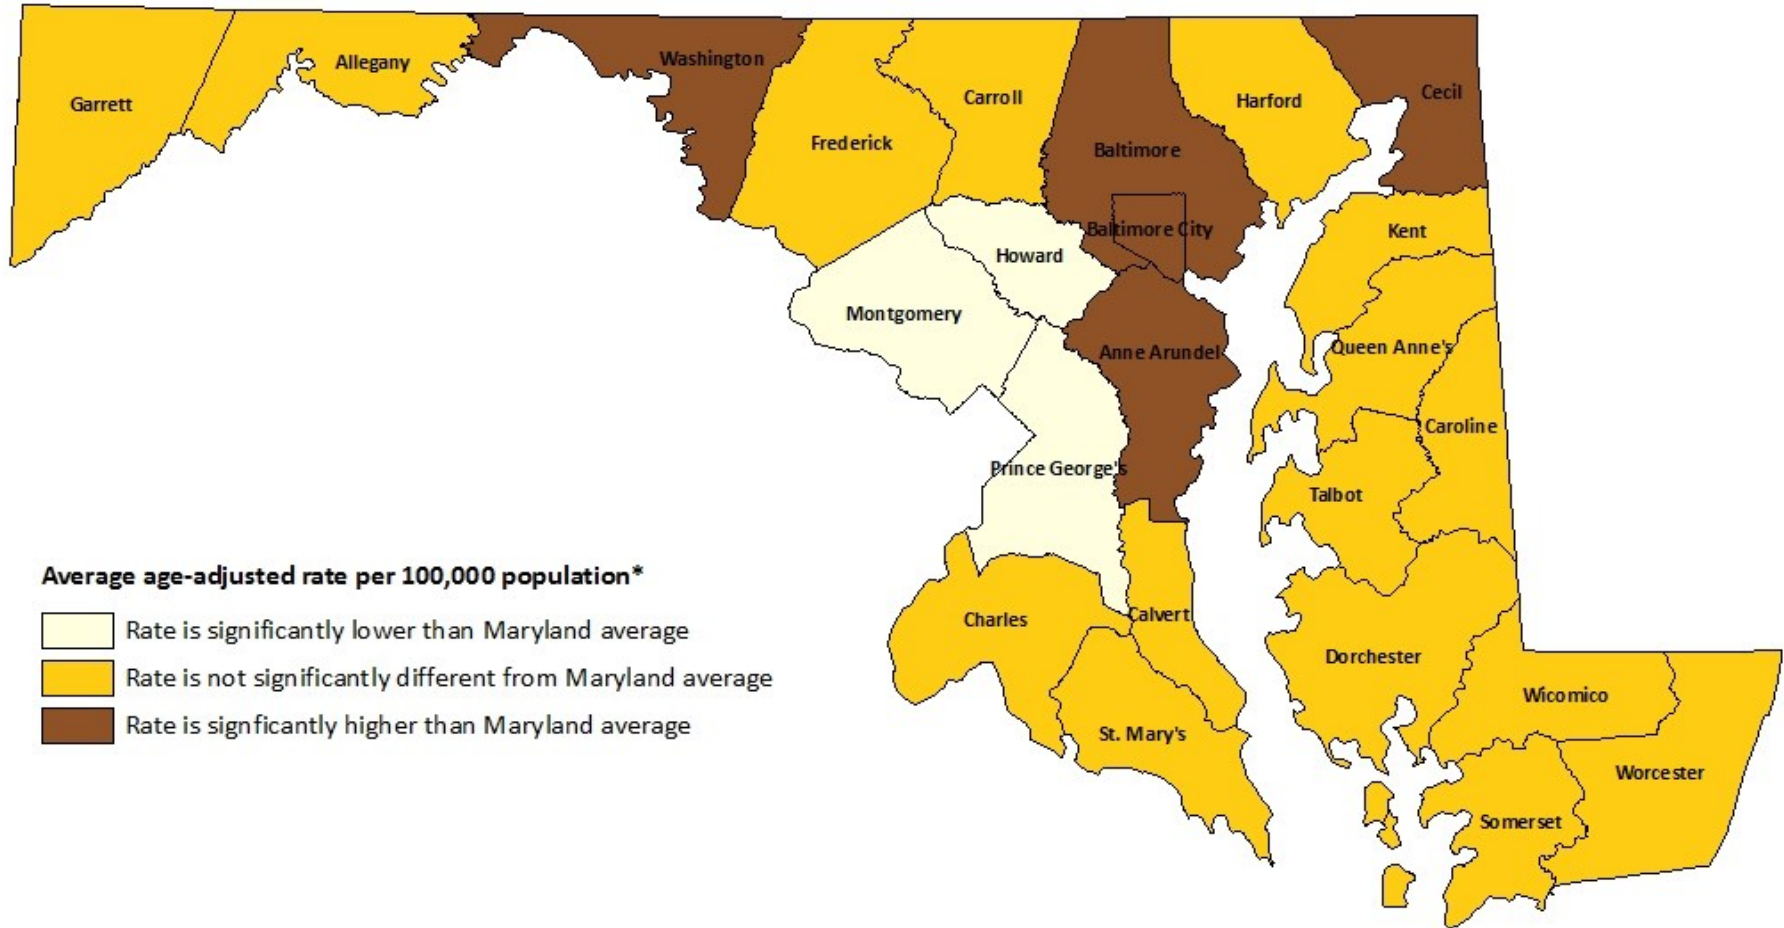 Washington
Allegany
Cecil
Carroll
Harford
Garrett
Frederick
Baltimore
Baltimore City
Kent
Howard
Montgomery
Queen Anne's
Anne Arundel
Caroline
Prince George's
Talbot
Average age-adjusted rate per 100,000 population*
Rate is significantly lower than Maryland average
Rate is not significantly different from Maryland average
Rate is signficantly higher than Maryland average
Charles
Calvert
Dorchester
Wicomico
St. Mary's
Worcester
Somerset